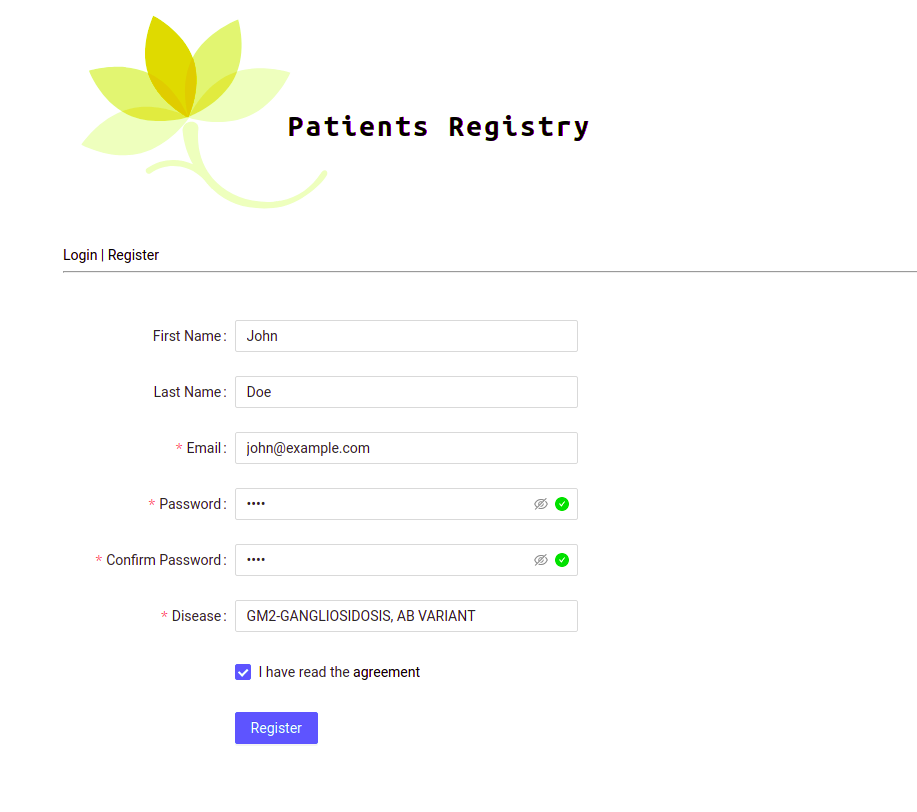 Patients Registry
Login | Register
First Name: John
Last Name: Doe
* Email: john@example.com
* Password: ••••
* Confirm Password: ••••
* Disease: GM2-GANGLIOSIDOSIS, AB VARIANT
I have read the agreement
Register